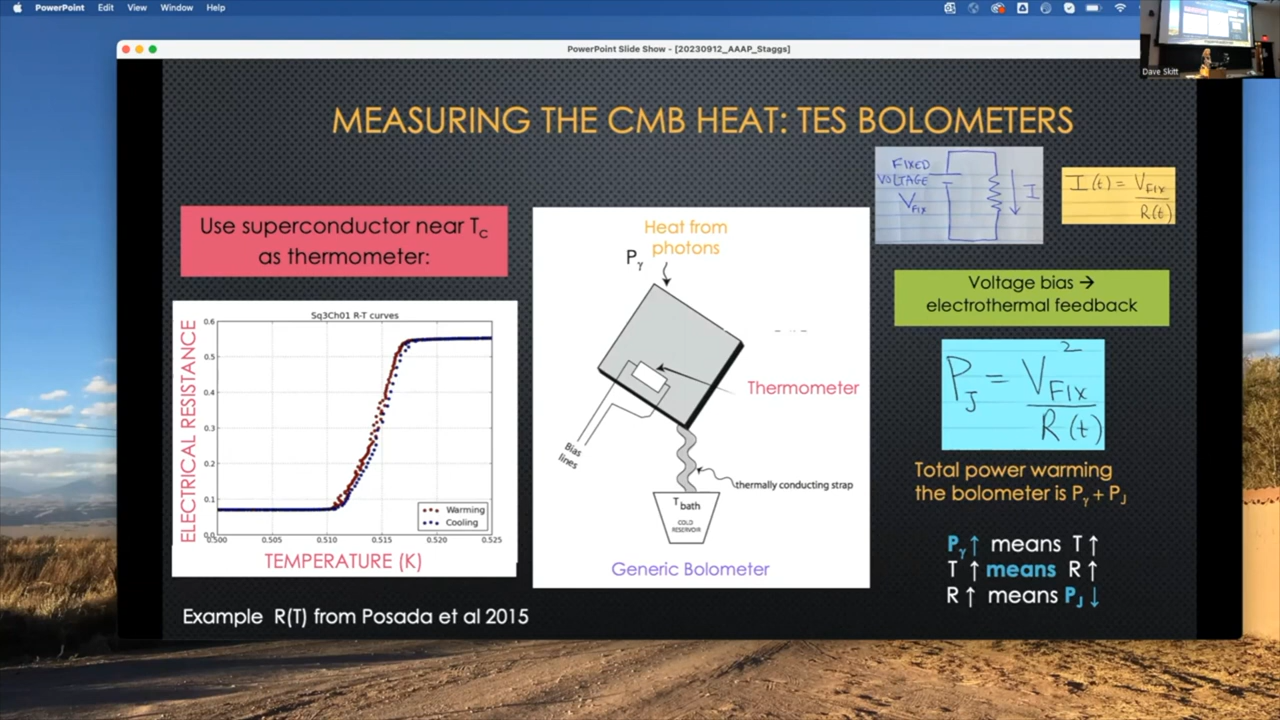 PowerPoint Edit View Window Help
PowerPoint Slide Show - [20230912_AAAP_Staggs]
Dave Skitt
MEASURING THE CMB HEAT: TES BOLOMETERS
Use superconductor near Tc
as thermometer:
Sq3Ch01 R-T curves
ELECTRICAL RESISTANCE
0.6
0.5
0.4
0.3
0.2
0.1
0.0
Warming
Cooling
0.500 0.505 0.510 0.515 0.520 0.525
TEMPERATURE (K)
Example R(T) from Posada et al 2015
Heat from
photons
Pγ
Thermometer
Bias
lines
thermally conducting strap
Tbath
COLD
RESERVOIR
Generic Bolometer
FIXED
VOLTAGE
VFIX
I
I(t) = VFIX
R(t)
Voltage bias →
electrothermal feedback
PJ = VFIX²
R(t)
Total power warming
the bolometer is Pγ + PJ
Pγ↑ means T↑
T↑ means R↑
R↑ means PJ↓